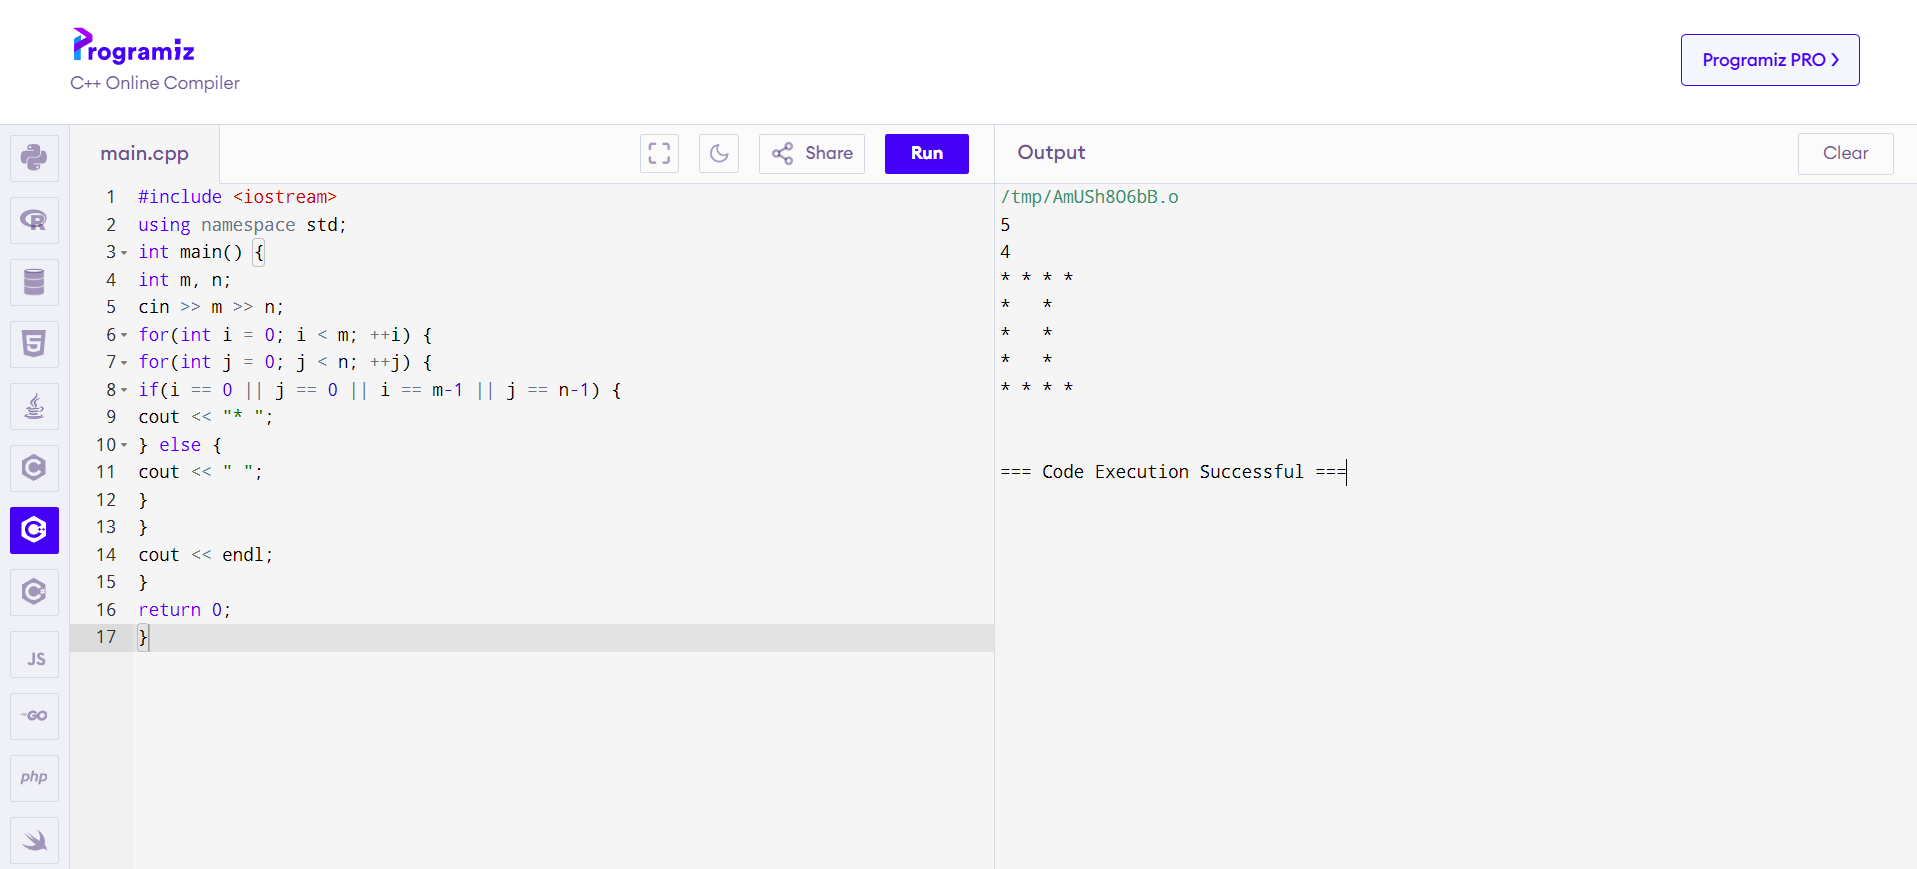 Programiz
C++ Online Compiler
Programiz PRO ❯
main.cpp
Share
Run
Output
Clear
1 #include <iostream>
2 using namespace std;
3 int main() {
4 int m, n;
5 cin >> m >> n;
6 for(int i = 0; i < m; ++i) {
7 for(int j = 0; j < n; ++j) {
8 if(i == 0 || j == 0 || i == m-1 || j == n-1) {
9 cout << "* ";
10 } else {
11 cout << " ";
12 }
13 }
14 cout << endl;
15 }
16 return 0;
17 }
/tmp/AmUSh8O6bB.o
5
4
* * * *
*   *
*   *
*   *
* * * *
=== Code Execution Successful ===
R
5
C
C++
C
JS
GO
php